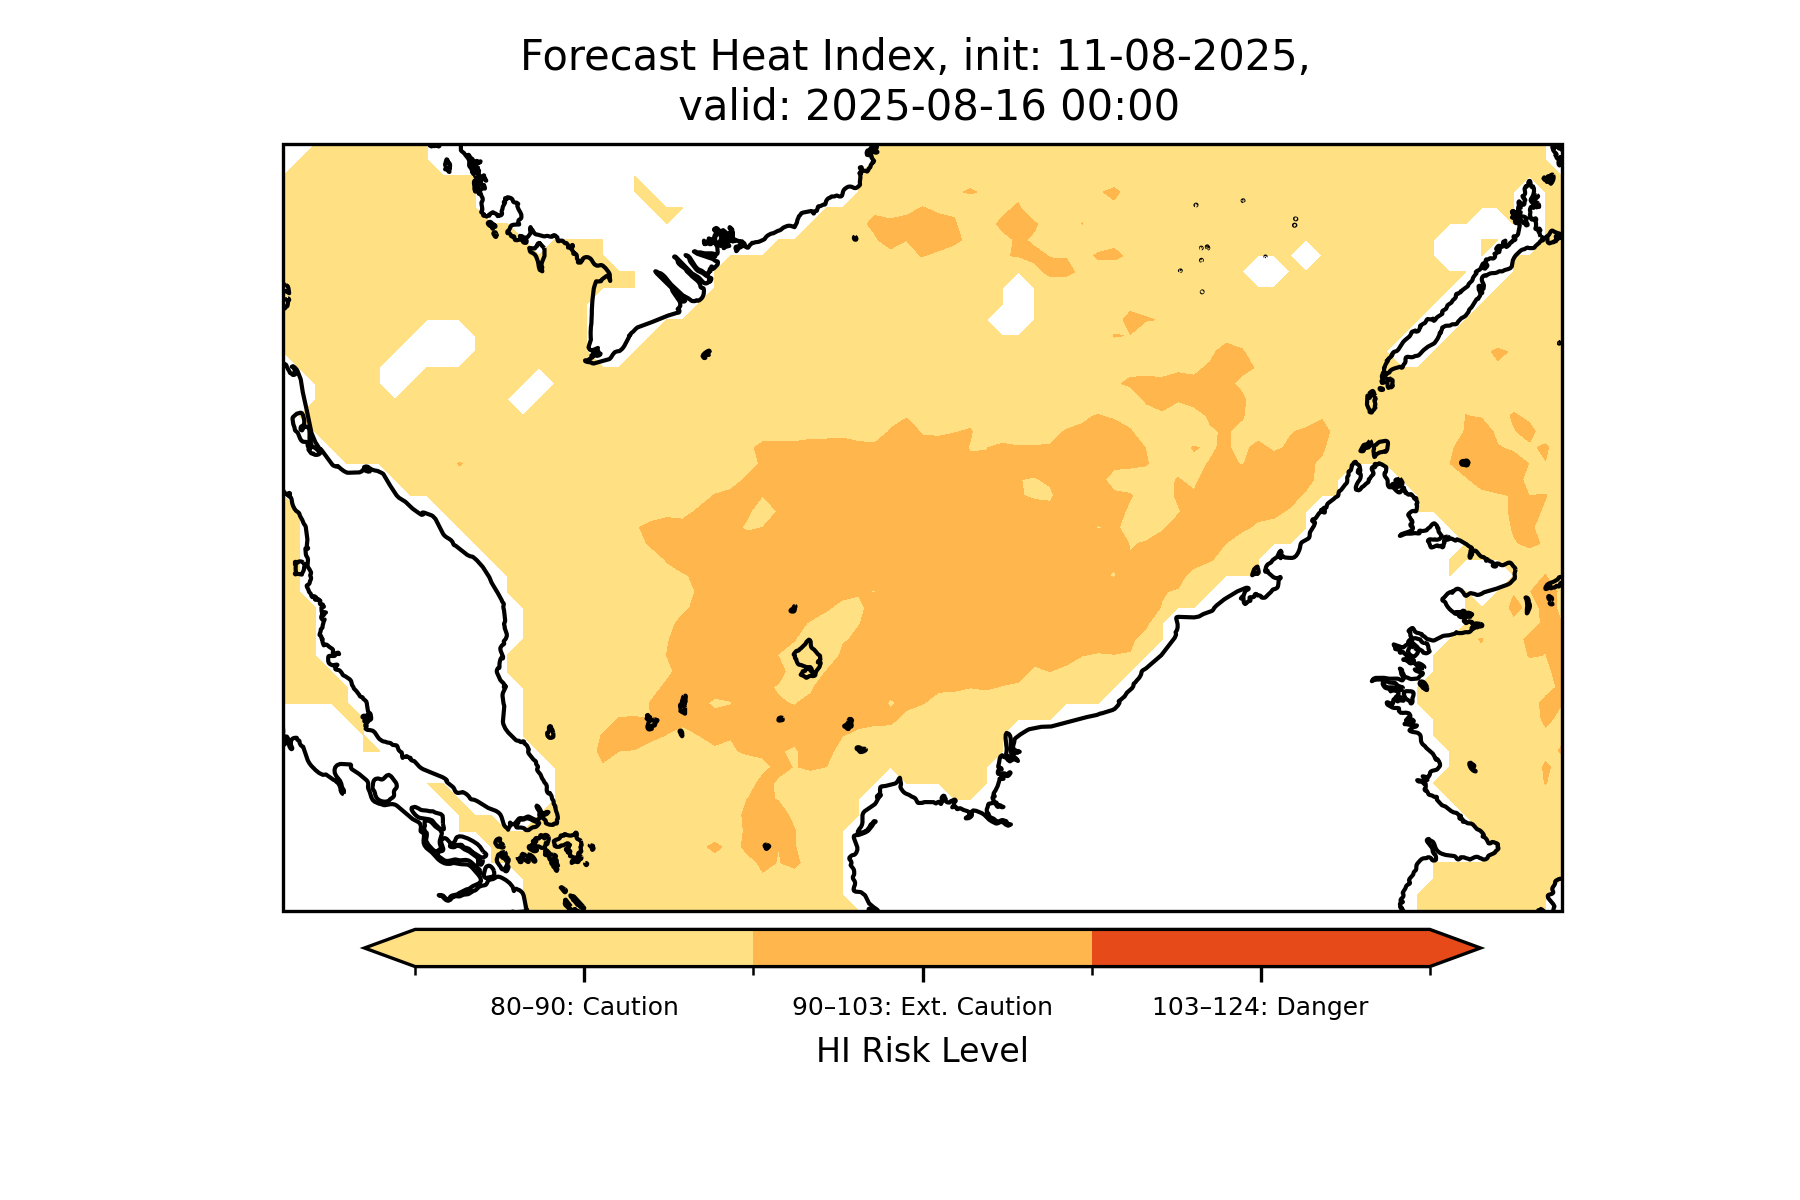 Forecast Heat Index, init: 11-08-2025,
valid: 2025-08-16 00:00
80–90: Caution
90–103: Ext. Caution
103–124: Danger
HI Risk Level